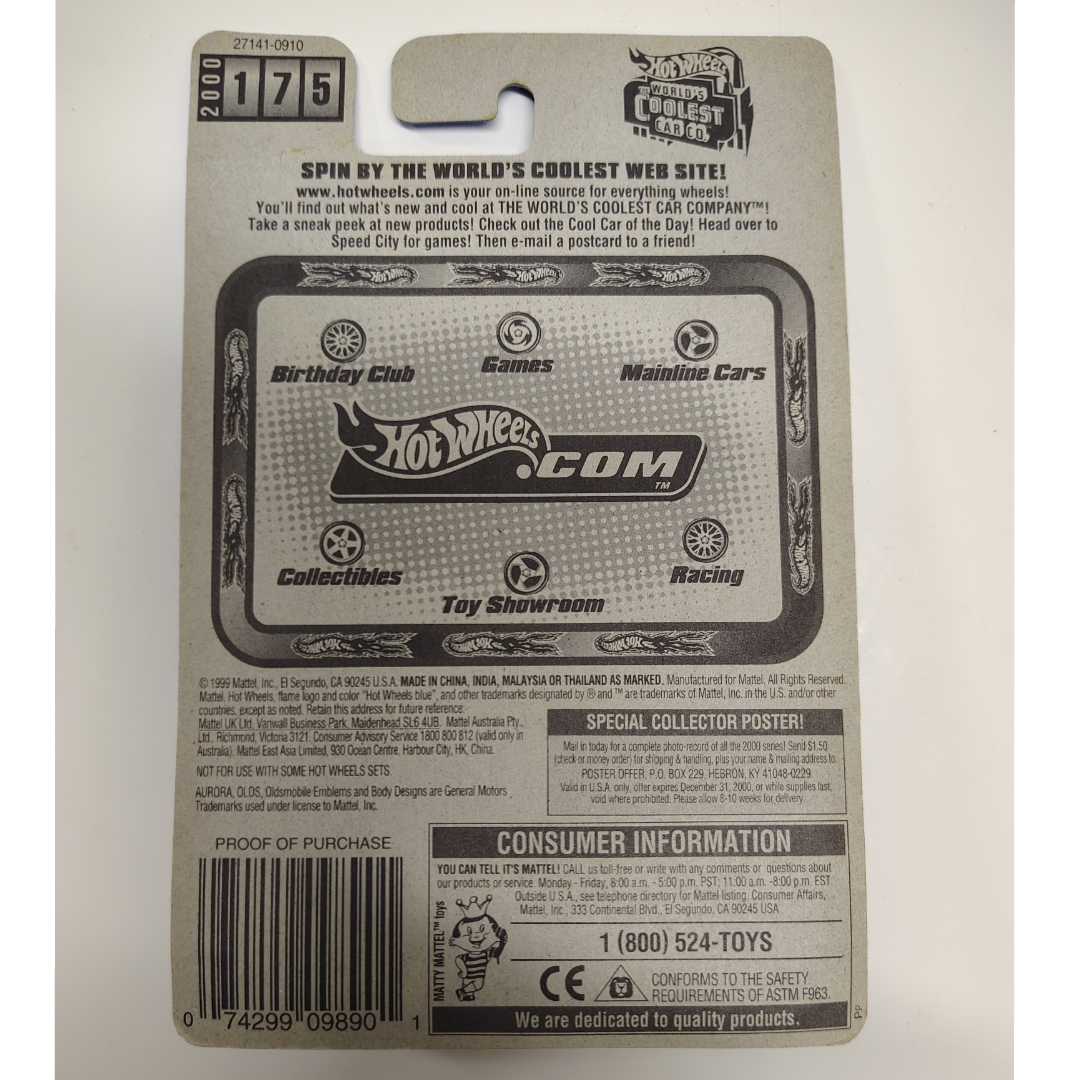 27141-0910
2000
175
Hot Wheels
WORLD'S
COOLEST
CAR CO.
SPIN BY THE WORLD'S COOLEST WEB SITE!
www.hotwheels.com is your on-line source for everything wheels!
You'll find out what's new and cool at THE WORLD'S COOLEST CAR COMPANY™!
Take a sneak peek at new products! Check out the Cool Car of the Day! Head over to
Speed City for games! Then e-mail a postcard to a friend!
Hot Wheels Hot Wheels Hot Wheels
Birthday Club
Games
Mainline Cars
Hot Wheels
.COM
TM
Collectibles
Toy Showroom
Racing
© 1999 Mattel, Inc., El Segundo, CA 90245 U.S.A. MADE IN CHINA, INDIA, MALAYSIA OR THAILAND AS MARKED. Manufactured for Mattel. All Rights Reserved.
Mattel, Hot Wheels, flame logo and color "Hot Wheels blue", and other trademarks designated by ® and ™ are trademarks of Mattel, Inc. in the U.S. and/or other
countries, except as noted. Retain this address for future reference:
Mattel UK Ltd, Vanwall Business Park, Maidenhead SL6 4UB. Mattel Australia Pty.,
Ltd., Richmond, Victoria 3121. Consumer Advisory Service 1800 800 812 (valid only in
Australia). Mattel East Asia Limited, 930 Ocean Centre, Harbour City, HK, China.
NOT FOR USE WITH SOME HOT WHEELS SETS.
AURORA, OLDS, Oldsmobile Emblems and Body Designs are General Motors
Trademarks used under license to Mattel, Inc.
SPECIAL COLLECTOR POSTER!
Mail in today for a complete photo-record of all the 2000 series! Send $1.50
(check or money order) for shipping & handling, plus your name & mailing address to:
POSTER OFFER, P.O. BOX 229, HEBRON, KY 41048-0229
Valid in U.S.A. only, offer expires December 31, 2000, or while supplies last,
void where prohibited. Please allow 8-10 weeks for delivery.
PROOF OF PURCHASE
0 74299 09890 1
CONSUMER INFORMATION
YOU CAN TELL IT'S MATTEL! CALL us toll-free or write with any comments or questions about
our products or service. Monday - Friday, 8:00 a.m. - 5:00 p.m. PST; 11:00 a.m. -8:00 p.m. EST.
Outside U.S.A., see telephone directory for Mattel listing. Consumer Affairs,
Mattel, Inc., 333 Continental Blvd., El Segundo, CA 90245 USA
MATTY MATTEL™ toys
1 (800) 524-TOYS
CE
CONFORMS TO THE SAFETY
REQUIREMENTS OF ASTM F963.
We are dedicated to quality products.
PP